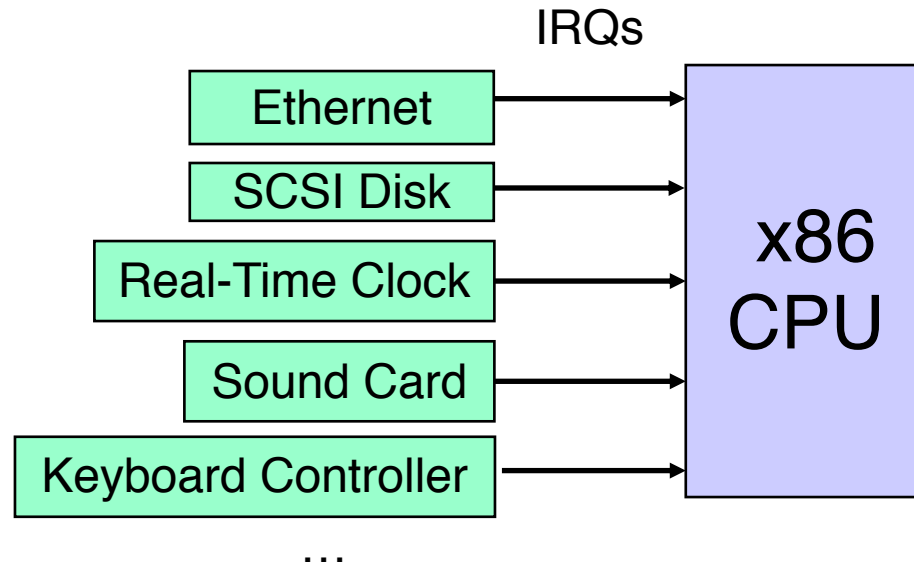 IRQs
Ethernet
SCSI Disk
Real-Time Clock
Sound Card
Keyboard Controller
...
x86
CPU